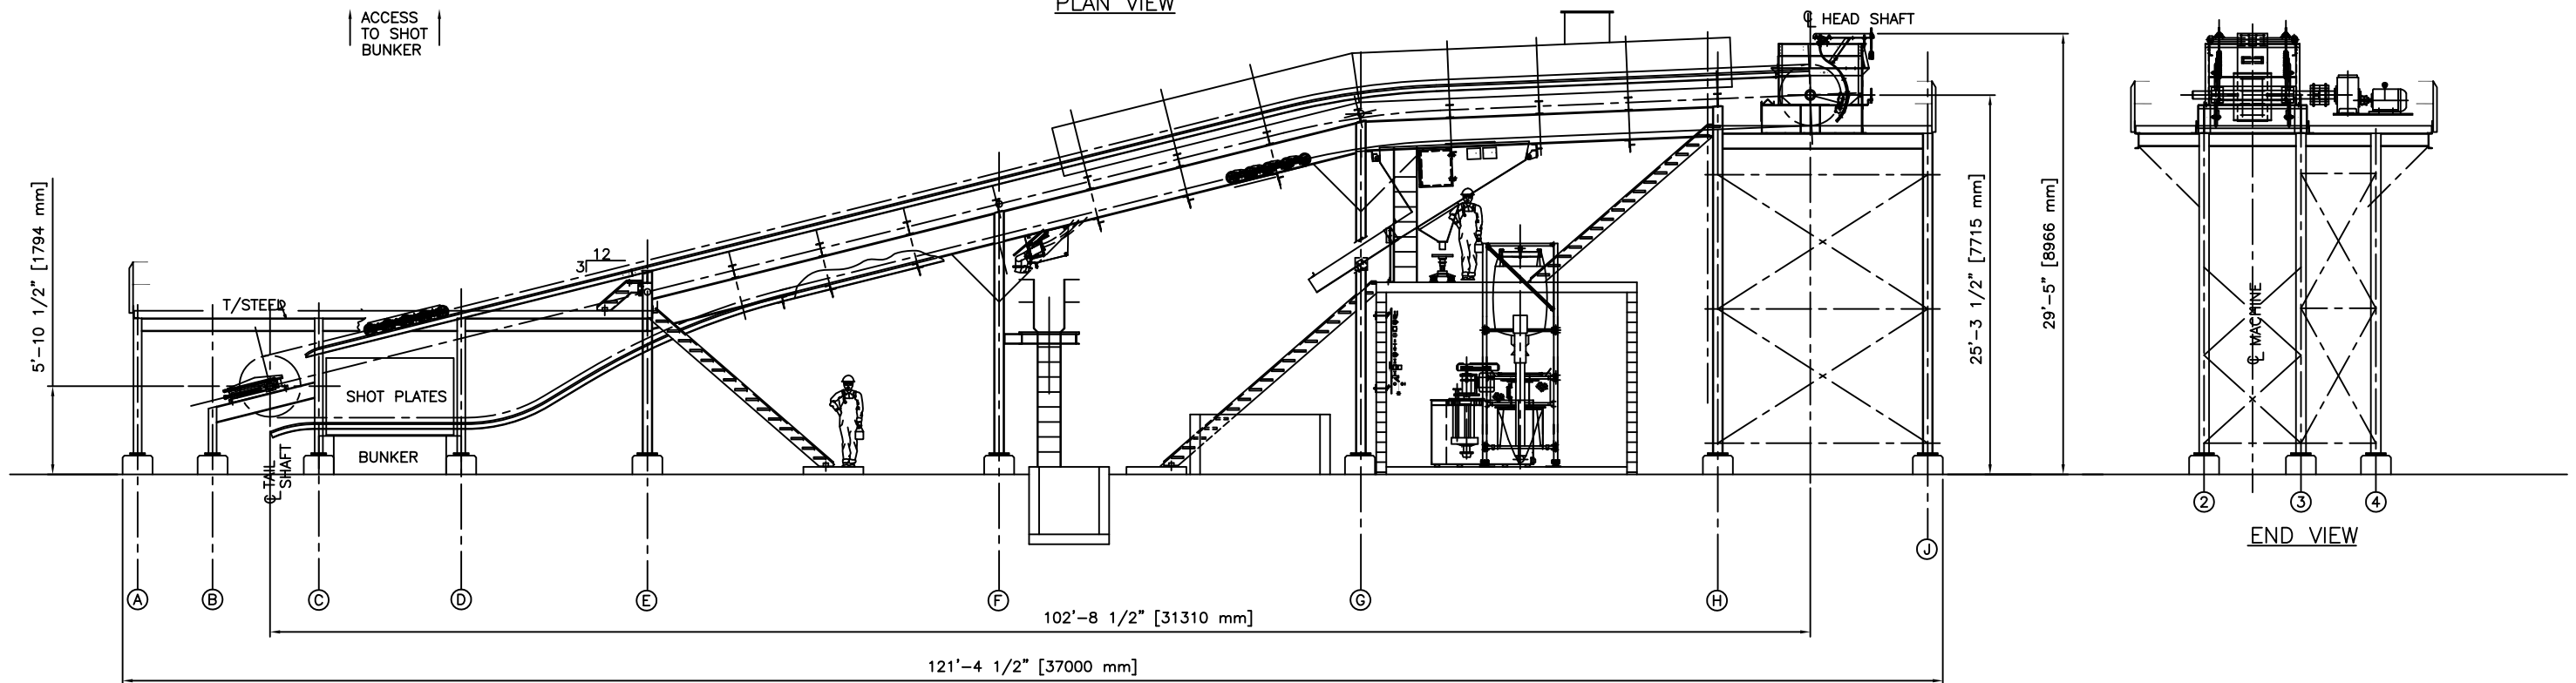 PLAN VIEW
ACCESS
TO SHOT
BUNKER
℄ HEAD SHAFT
5'-10 1/2" [1794 mm]
T/STEEL
12
3
SHOT PLATES
BUNKER
℄ TAIL
SHAFT
25'-3 1/2" [7715 mm]
29'-5" [8966 mm]
℄ MACHINE
2
3
4
END VIEW
A
B
C
D
E
F
G
H
J
102'-8 1/2" [31310 mm]
121'-4 1/2" [37000 mm]